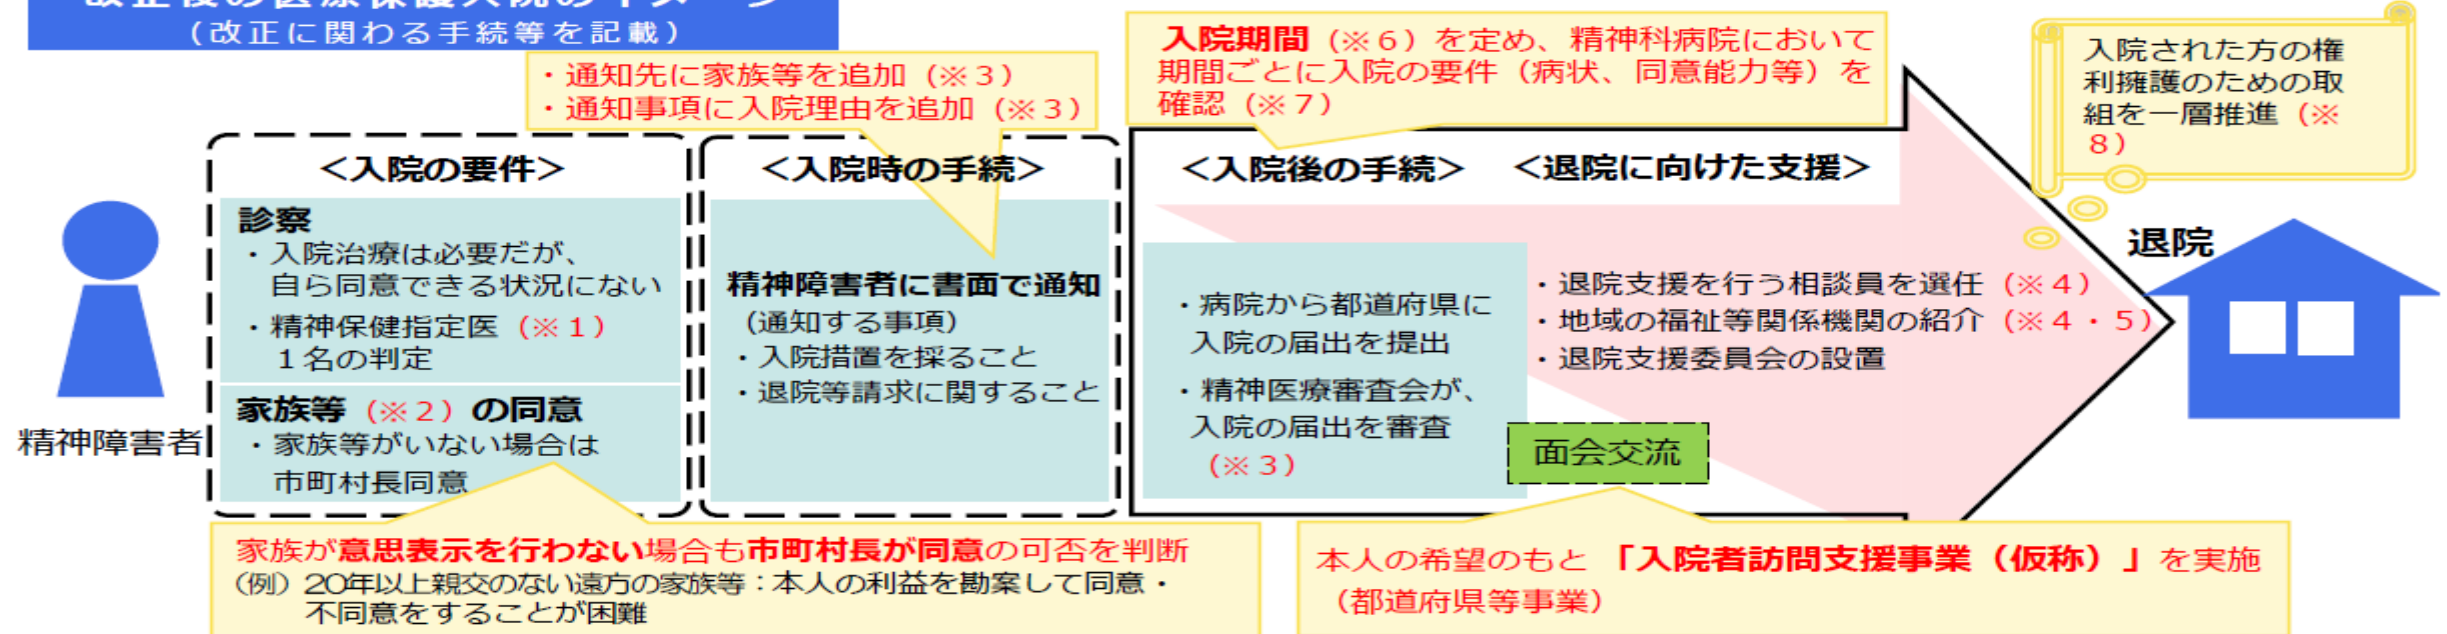 改正後の医療保護入院のイメージ
（改正に関わる手続等を記載）
・通知先に家族等を追加（※３）
・通知事項に入院理由を追加（※３）
入院期間（※６）を定め、精神科病院において
期間ごとに入院の要件（病状、同意能力等）を
確認（※７）
入院された方の権
利擁護のための取
組を一層推進（※
８）
精神障害者
＜入院の要件＞
診察
・入院治療は必要だが、
自ら同意できる状況にない
・精神保健指定医（※１）
１名の判定
家族等（※２）の同意
・家族等がいない場合は
市町村長同意
＜入院時の手続＞
精神障害者に書面で通知
（通知する事項）
・入院措置を採ること
・退院等請求に関すること
＜入院後の手続＞
・病院から都道府県に
入院の届出を提出
・精神医療審査会が、
入院の届出を審査
（※３）
＜退院に向けた支援＞
・退院支援を行う相談員を選任（※４）
・地域の福祉等関係機関の紹介（※４・５）
・退院支援委員会の設置
面会交流
退院
家族が意思表示を行わない場合も市町村長が同意の可否を判断
（例）20年以上親交のない遠方の家族等：本人の利益を勘案して同意・
不同意をすることが困難
本人の希望のもと「入院者訪問支援事業（仮称）」を実施
（都道府県等事業）